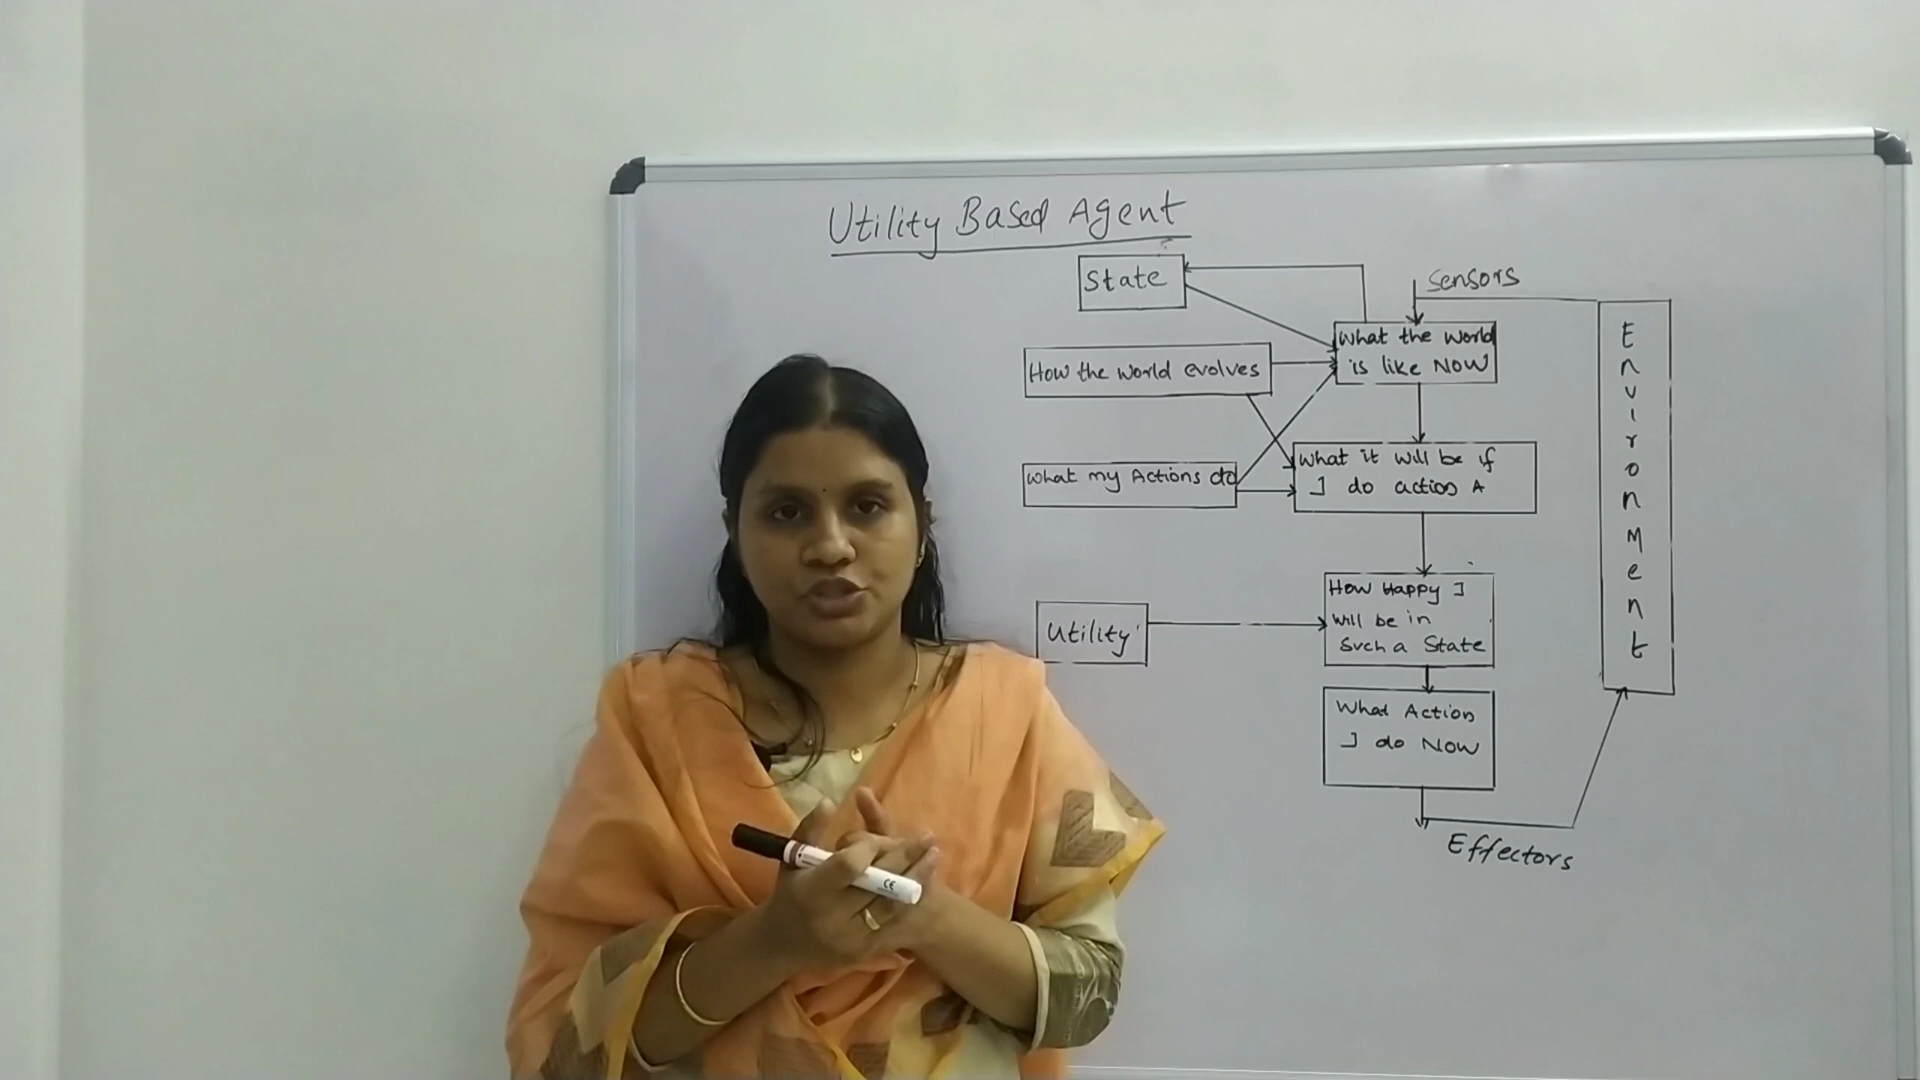 Utility Based Agent
State
Sensors
What the World
is like NOW
How the World evolves
What my Actions do
What it will be if
I do action A
How Happy I
will be in
Such a State
Utility
What Action
I do NOW
Effectors
Environment
CE